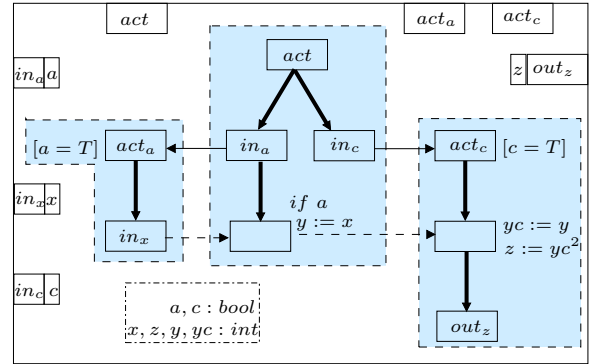 act
act_a
act_c
act
in_a a
z out_z
[a = T] act_a
in_a
in_c
act_c [c = T]
in_x x
if a
y := x
in_x
yc := y
z := yc^2
in_c c
a, c : bool
x, z, y, yc : int
out_z